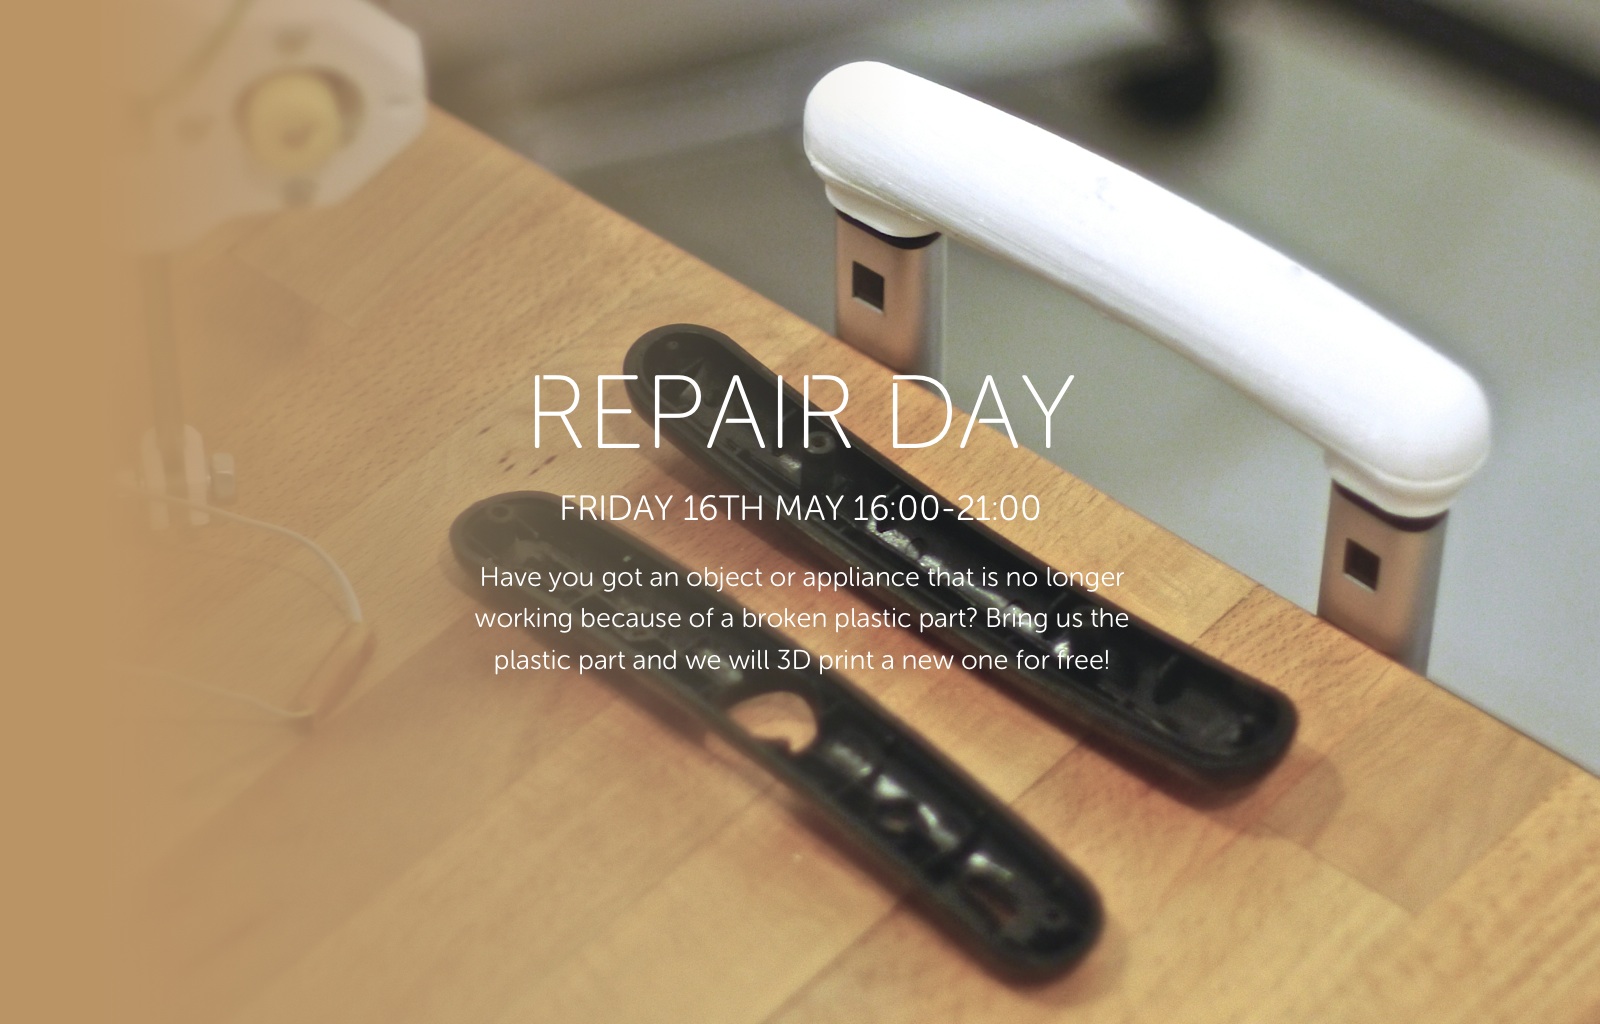 REPAIR DAY
FRIDAY 16TH MAY 16:00-21:00
Have you got an object or appliance that is no longer
working because of a broken plastic part? Bring us the
plastic part and we will 3D print a new one for free!